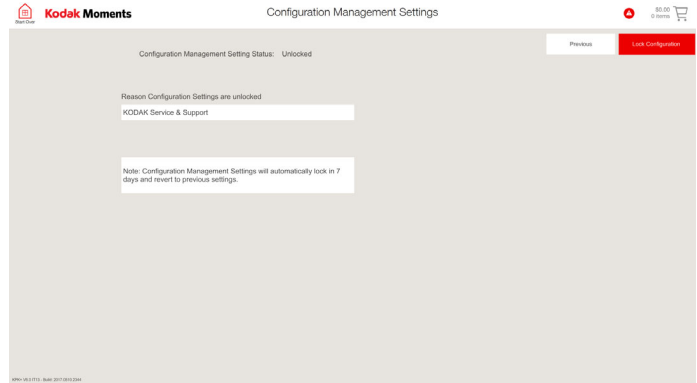 Start Over
Kodak Moments
Configuration Management Settings
$0.00
0 items
Configuration Management Setting Status: Unlocked
Previous
Lock Configuration
Reason Configuration Settings are unlocked
KODAK Service & Support
Note: Configuration Management Settings will automatically lock in 7
days and revert to previous settings.